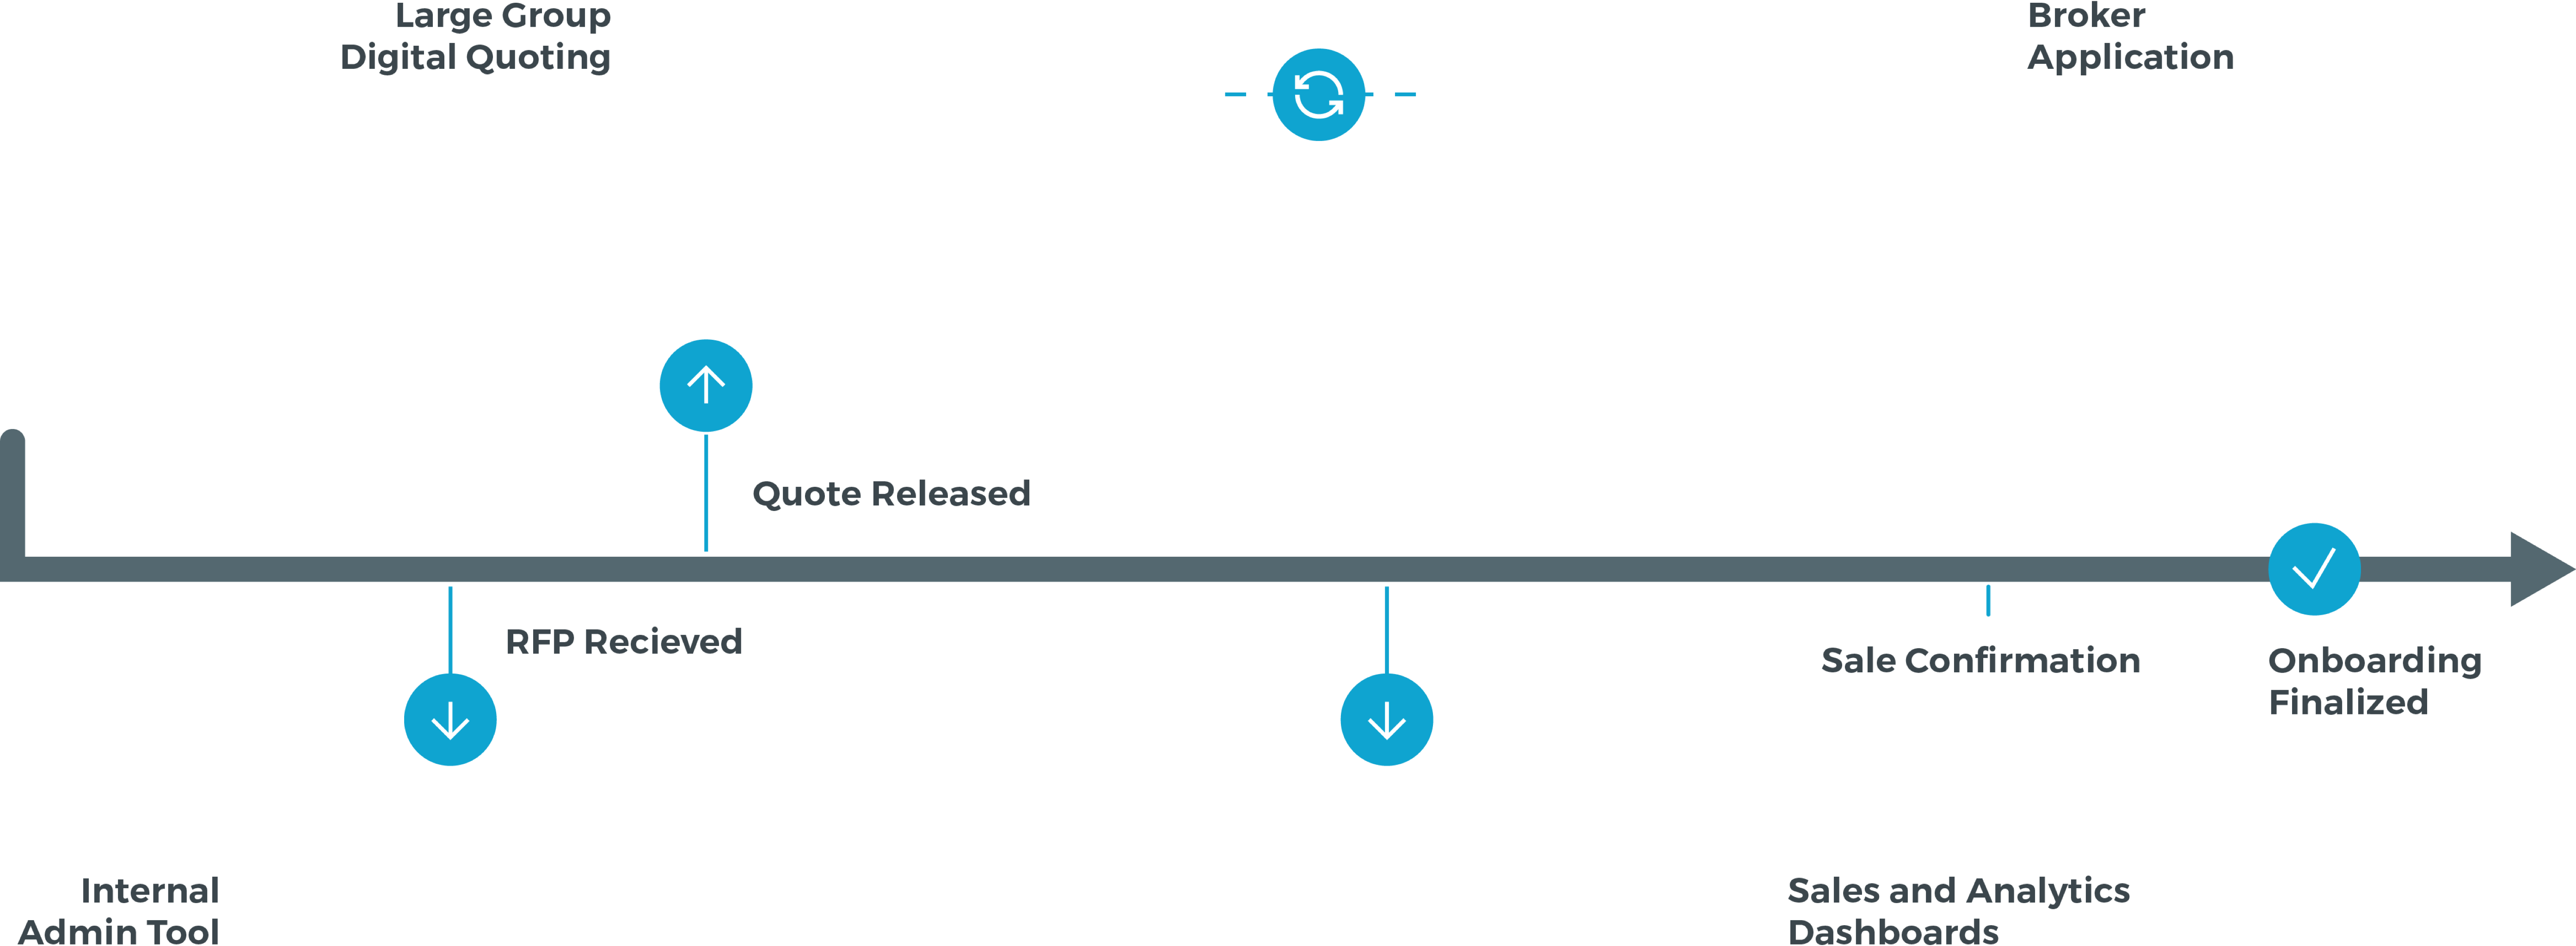 Large Group
Digital Quoting
Broker
Application
Quote Released
RFP Recieved
Sale Confirmation
Onboarding
Finalized
Internal
Admin Tool
Sales and Analytics
Dashboards